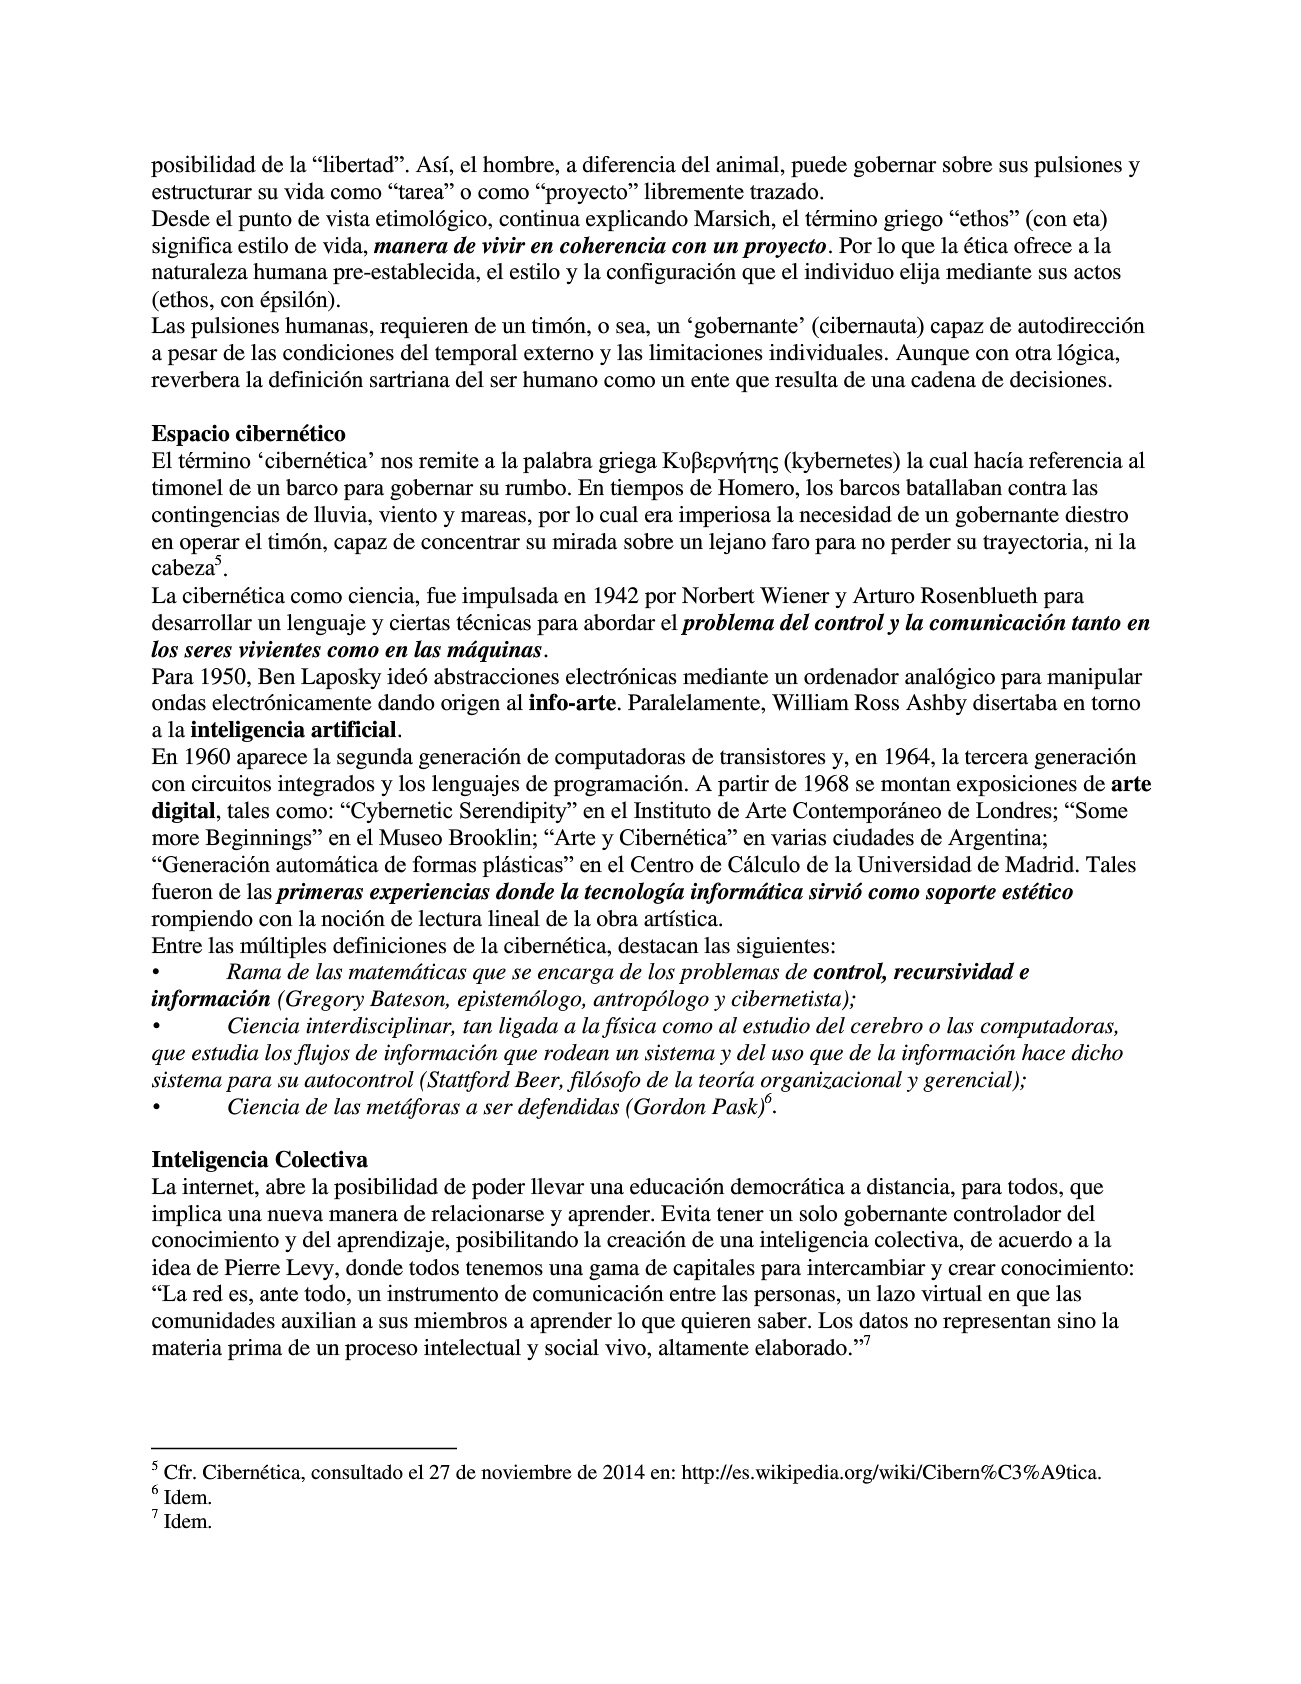 posibilidad de la “libertad”. Así, el hombre, a diferencia del animal, puede gobernar sobre sus pulsiones y
estructurar su vida como “tarea” o como “proyecto” libremente trazado.
Desde el punto de vista etimológico, continua explicando Marsich, el término griego “ethos” (con eta)
significa estilo de vida, manera de vivir en coherencia con un proyecto. Por lo que la ética ofrece a la
naturaleza humana pre-establecida, el estilo y la configuración que el individuo elija mediante sus actos
(ethos, con épsilón).
Las pulsiones humanas, requieren de un timón, o sea, un ‘gobernante’ (cibernauta) capaz de autodirección
a pesar de las condiciones del temporal externo y las limitaciones individuales. Aunque con otra lógica,
reverbera la definición sartriana del ser humano como un ente que resulta de una cadena de decisiones.
Espacio cibernético
El término ‘cibernética’ nos remite a la palabra griega Κυβερνήτης (kybernetes) la cual hacía referencia al
timonel de un barco para gobernar su rumbo. En tiempos de Homero, los barcos batallaban contra las
contingencias de lluvia, viento y mareas, por lo cual era imperiosa la necesidad de un gobernante diestro
en operar el timón, capaz de concentrar su mirada sobre un lejano faro para no perder su trayectoria, ni la
cabeza5.
La cibernética como ciencia, fue impulsada en 1942 por Norbert Wiener y Arturo Rosenblueth para
desarrollar un lenguaje y ciertas técnicas para abordar el problema del control y la comunicación tanto en
los seres vivientes como en las máquinas.
Para 1950, Ben Laposky ideó abstracciones electrónicas mediante un ordenador analógico para manipular
ondas electrónicamente dando origen al info-arte. Paralelamente, William Ross Ashby disertaba en torno
a la inteligencia artificial.
En 1960 aparece la segunda generación de computadoras de transistores y, en 1964, la tercera generación
con circuitos integrados y los lenguajes de programación. A partir de 1968 se montan exposiciones de arte
digital, tales como: “Cybernetic Serendipity” en el Instituto de Arte Contemporáneo de Londres; “Some
more Beginnings” en el Museo Brooklin; “Arte y Cibernética” en varias ciudades de Argentina;
“Generación automática de formas plásticas” en el Centro de Cálculo de la Universidad de Madrid. Tales
fueron de las primeras experiencias donde la tecnología informática sirvió como soporte estético
rompiendo con la noción de lectura lineal de la obra artística.
Entre las múltiples definiciones de la cibernética, destacan las siguientes:
• Rama de las matemáticas que se encarga de los problemas de control, recursividad e
información (Gregory Bateson, epistemólogo, antropólogo y cibernetista);
• Ciencia interdisciplinar, tan ligada a la física como al estudio del cerebro o las computadoras,
que estudia los flujos de información que rodean un sistema y del uso que de la información hace dicho
sistema para su autocontrol (Stattford Beer, filósofo de la teoría organizacional y gerencial);
• Ciencia de las metáforas a ser defendidas (Gordon Pask)6.
Inteligencia Colectiva
La internet, abre la posibilidad de poder llevar una educación democrática a distancia, para todos, que
implica una nueva manera de relacionarse y aprender. Evita tener un solo gobernante controlador del
conocimiento y del aprendizaje, posibilitando la creación de una inteligencia colectiva, de acuerdo a la
idea de Pierre Levy, donde todos tenemos una gama de capitales para intercambiar y crear conocimiento:
“La red es, ante todo, un instrumento de comunicación entre las personas, un lazo virtual en que las
comunidades auxilian a sus miembros a aprender lo que quieren saber. Los datos no representan sino la
materia prima de un proceso intelectual y social vivo, altamente elaborado.”7
5 Cfr. Cibernética, consultado el 27 de noviembre de 2014 en: http://es.wikipedia.org/wiki/Cibern%C3%A9tica.
6 Idem.
7 Idem.